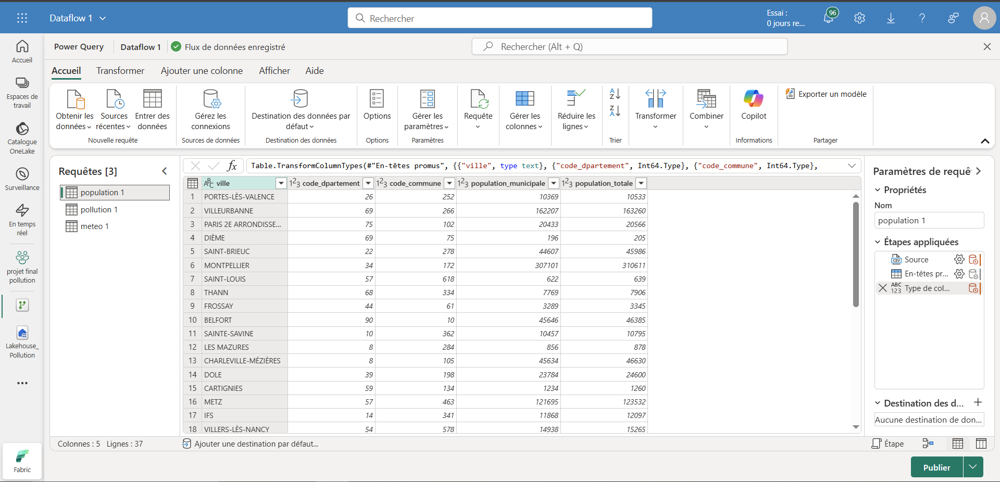 Dataflow 1
Rechercher
Essai :
0 jours re...
96
Accueil
Espaces de
travail
Catalogue
OneLake
Surveillance
En temps
réel
projet final
pollution
Lakehouse_
Pollution
Fabric
Power Query
Dataflow 1
Flux de données enregistré
Rechercher (Alt + Q)
Accueil
Transformer
Ajouter une colonne
Afficher
Aide
Obtenir les
données
Sources
récentes
Entrer des
données
Nouvelle requête
Gérez les
connexions
Sources de données
Destination des données par
défaut
Destination des données
Options
Options
Gérer les
paramètres
Paramètres
Requête
Gérer les
colonnes
Réduire les
lignes
A
Z
Z
A
Trier
Transformer
Combiner
Copilot
Informations
Exporter un modèle
Partager
Requêtes [3]
population 1
pollution 1
meteo 1
fx
Table.TransformColumnTypes(#"En-têtes promus", {{"ville", type text}, {"code_dpartement", Int64.Type}, {"code_commune", Int64.Type},
ABC ville 123 code_dpartement 123 code_commune 123 population_municipale 123 population_totale
1 PORTES-LÈS-VALENCE 26 252 10369 10533
2 VILLEURBANNE 69 266 162207 163260
3 PARIS 2E ARRONDISSE... 75 102 20433 20566
4 DIÈME 69 75 196 205
5 SAINT-BRIEUC 22 278 44607 45986
6 MONTPELLIER 34 172 307101 310611
7 SAINT-LOUIS 57 618 622 639
8 THANN 68 334 7769 7906
9 FROSSAY 44 61 3289 3345
10 BELFORT 90 10 45646 46385
11 SAINTE-SAVINE 10 362 10457 10795
12 LES MAZURES 8 284 856 878
13 CHARLEVILLE-MÉZIÈRES 8 105 45634 46630
14 DOLE 39 198 23784 24600
15 CARTIGNIES 59 134 1234 1260
16 METZ 57 463 121695 123532
17 IFS 14 341 11868 12097
18 VILLERS-LÈS-NANCY 54 578 14938 15265
Paramètres de requêt
Propriétés
Nom
population 1
Étapes appliquées
CSV Source
En-têtes pr...
ABC
123 Type de col...
Destination des d...
Aucune destination de don...
Colonnes : 5 Lignes : 37
Ajouter une destination par défaut...
Étape
Publier